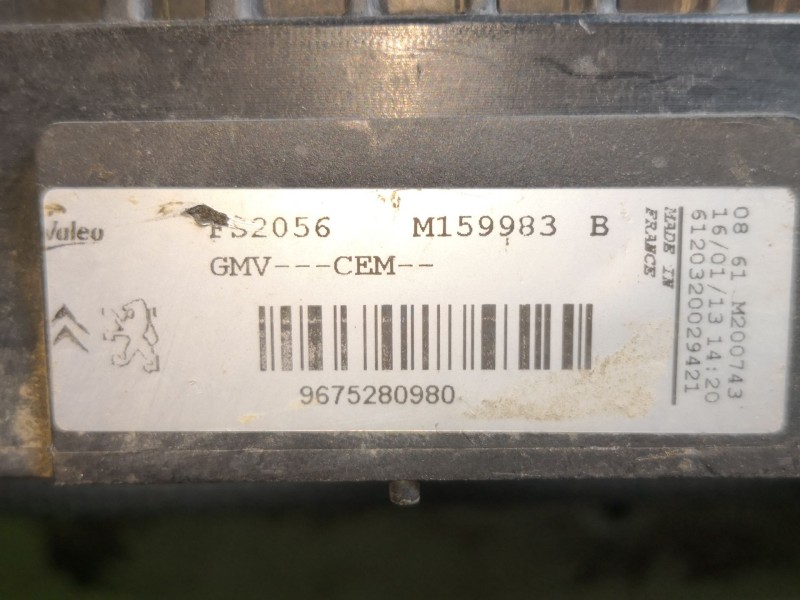 Valeo
FS2056 M159983 B
GMV---CEM--
9675280980
MADE IN
FRANCE
08 61 M200743
16/01/13 14:20
6120320029421